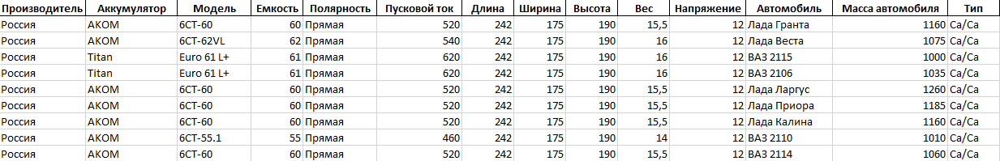 Производитель Аккумулятор Модель Емкость Полярность Пусковой ток Длина Ширина Высота Вес Напряжение Автомобиль Масса автомобиля Тип
Россия АКОМ 6СТ-60 60 Прямая 520 242 175 190 15,5 12 Лада Гранта 1160 Ca/Ca
Россия АКОМ 6СТ-62VL 62 Прямая 540 242 175 190 16 12 Лада Веста 1075 Ca/Ca
Россия Titan Euro 61 L+ 61 Прямая 620 242 175 190 16 12 ВАЗ 2115 1000 Ca/Ca
Россия Titan Euro 61 L+ 61 Прямая 620 242 175 190 16 12 ВАЗ 2106 1035 Ca/Ca
Россия АКОМ 6СТ-60 60 Прямая 520 242 175 190 15,5 12 Лада Ларгус 1260 Ca/Ca
Россия АКОМ 6СТ-60 60 Прямая 520 242 175 190 15,5 12 Лада Приора 1185 Ca/Ca
Россия АКОМ 6СТ-60 60 Прямая 520 242 175 190 15,5 12 Лада Калина 1160 Ca/Ca
Россия АКОМ 6СТ-55.1 55 Прямая 460 242 175 190 14 12 ВАЗ 2110 1010 Ca/Ca
Россия АКОМ 6СТ-60 60 Прямая 520 242 175 190 15,5 12 ВАЗ 2114 1060 Ca/Ca